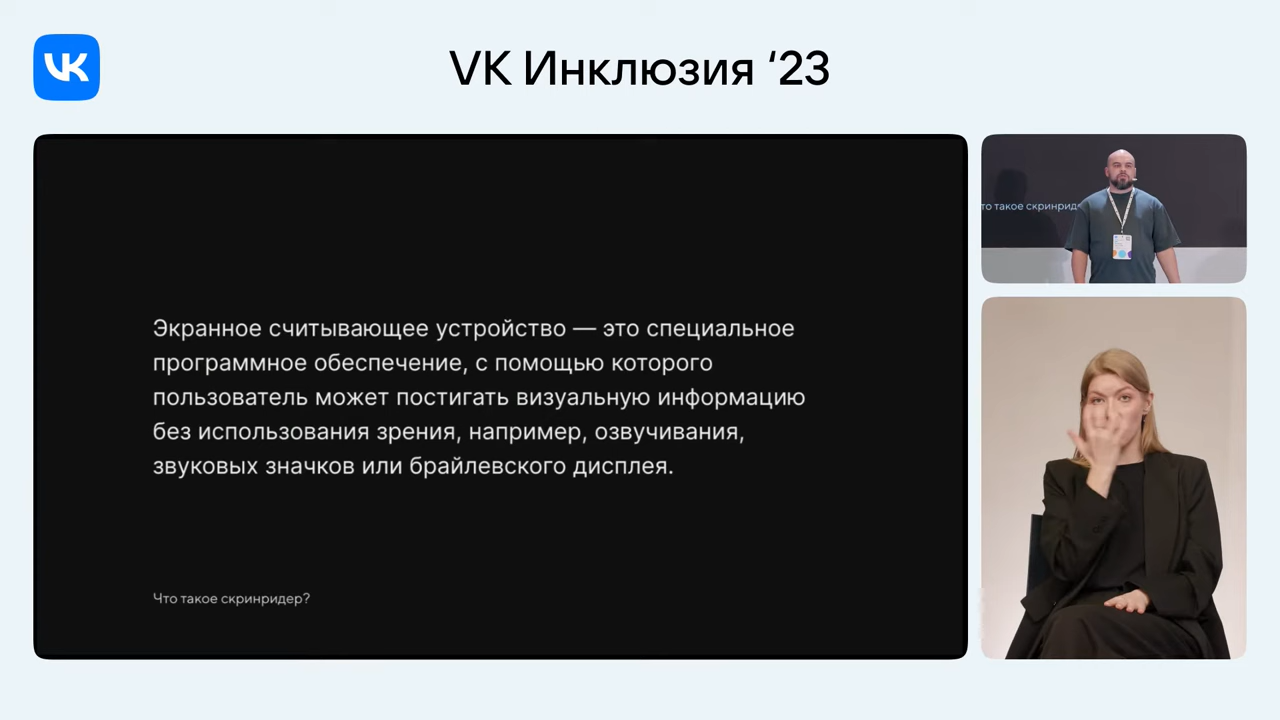 VK
VK Инклюзия ‘23
Экранное считывающее устройство — это специальное
программное обеспечение, с помощью которого
пользователь может постигать визуальную информацию
без использования зрения, например, озвучивания,
звуковых значков или брайлевского дисплея.
Что такое скринридер?
то такое скринрид